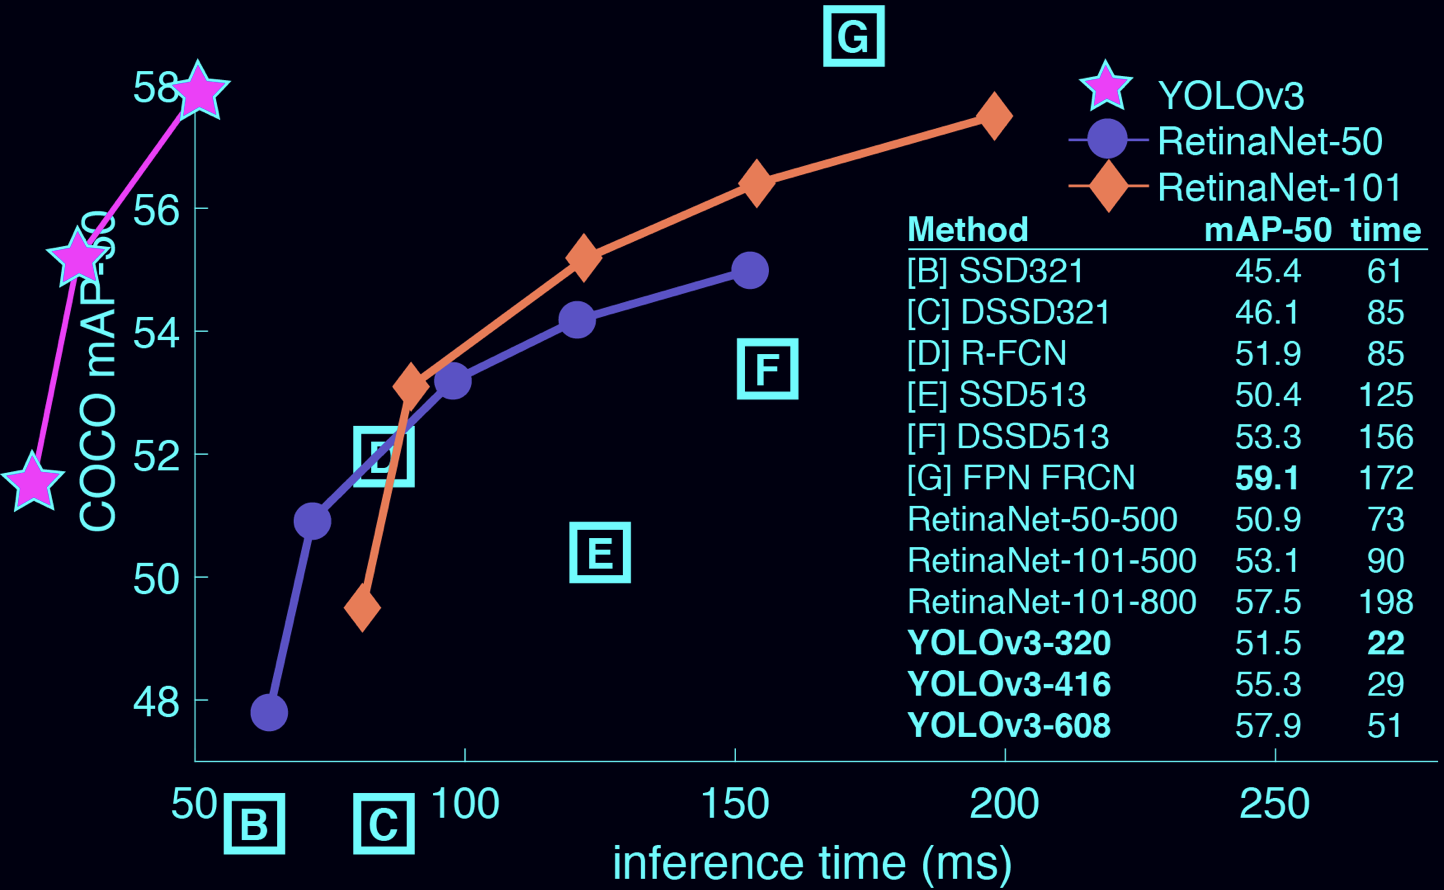 G
58
YOLOv3
RetinaNet-50
RetinaNet-101
56
COCO mAP-50
Method mAP-50 time
[B] SSD321 45.4 61
[C] DSSD321 46.1 85
[D] R-FCN 51.9 85
[E] SSD513 50.4 125
[F] DSSD513 53.3 156
[G] FPN FRCN 59.1 172
RetinaNet-50-500 50.9 73
RetinaNet-101-500 53.1 90
RetinaNet-101-800 57.5 198
YOLOv3-320 51.5 22
YOLOv3-416 55.3 29
YOLOv3-608 57.9 51
54
F
52
D
E
50
48
50 100 150 200 250
B C
inference time (ms)